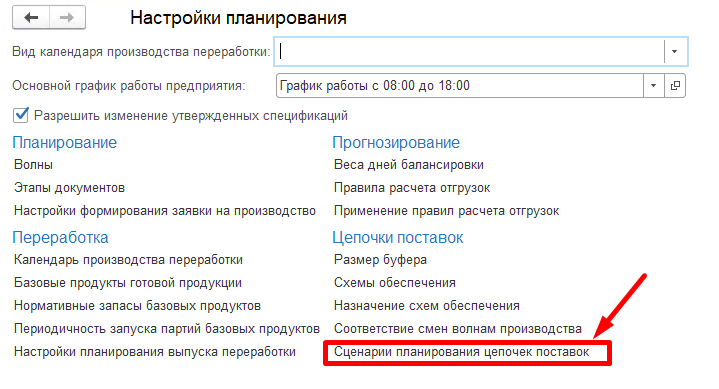 Настройки планирования
Вид календаря производства переработки:
Основной график работы предприятия: График работы с 08:00 до 18:00
Разрешить изменение утвержденных спецификаций
Планирование
Волны
Этапы документов
Настройки формирования заявки на производство
Прогнозирование
Веса дней балансировки
Правила расчета отгрузок
Применение правил расчета отгрузок
Переработка
Календарь производства переработки
Базовые продукты готовой продукции
Нормативные запасы базовых продуктов
Периодичность запуска партий базовых продуктов
Настройки планирования выпуска переработки
Цепочки поставок
Размер буфера
Схемы обеспечения
Назначение схем обеспечения
Соответствие смен волнам производства
Сценарии планирования цепочек поставок